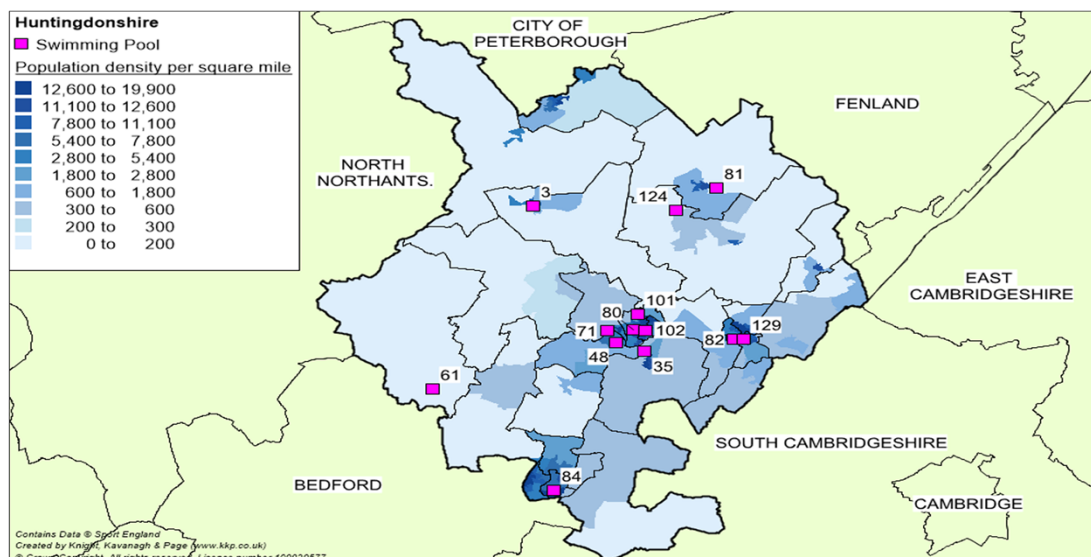 Huntingdonshire
Swimming Pool
Population density per square mile
12,600 to 19,900
11,100 to 12,600
7,800 to 11,100
5,400 to 7,800
2,800 to 5,400
1,800 to 2,800
600 to 1,800
300 to 600
200 to 300
0 to 200
CITY OF
PETERBOROUGH
FENLAND
NORTH
NORTHANTS.
81
3
124
EAST
CAMBRIDGESHIRE
101
80
71
102
129
82
48
35
61
SOUTH CAMBRIDGESHIRE
84
BEDFORD
CAMBRIDGE
Contains Data © Sport England
Created by Knight, Kavanagh & Page (www.kkp.co.uk)